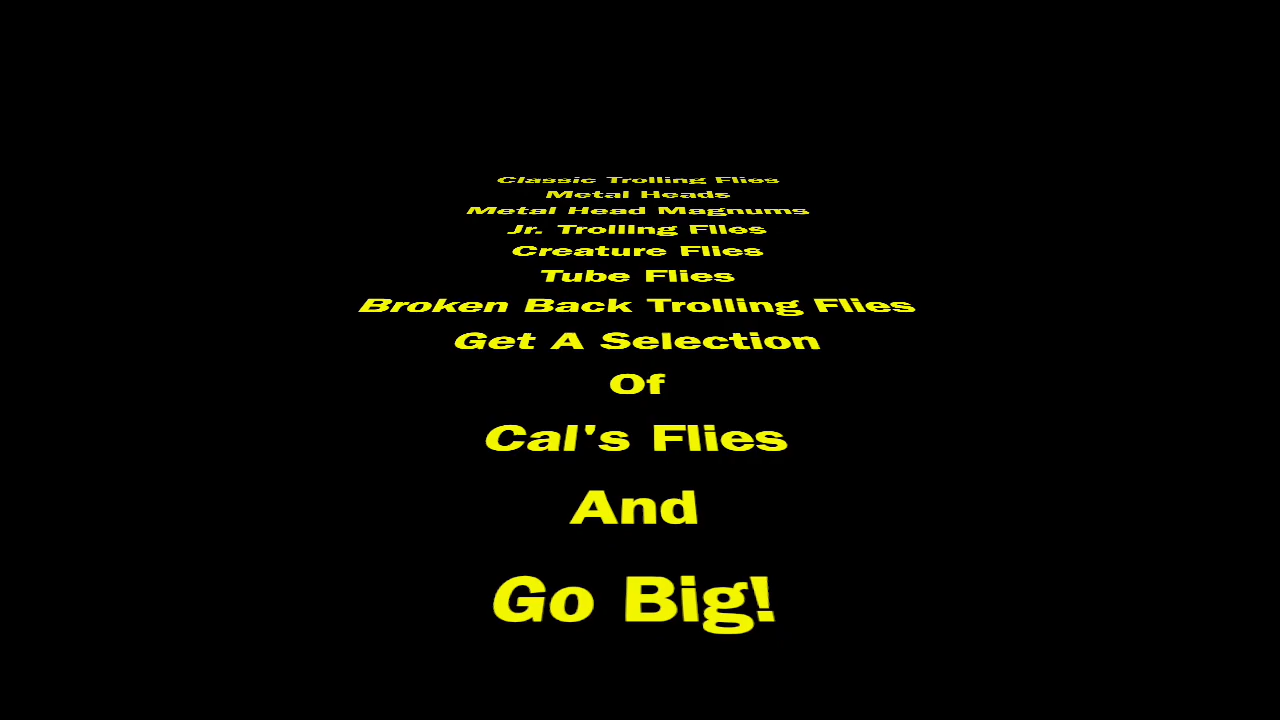 Classic Trolling Flies
Metal Heads
Metal Head Magnums
Jr. Trolling Flies
Creature Flies
Tube Flies
Broken Back Trolling Flies
Get A Selection
Of
Cal's Flies
And
Go Big!